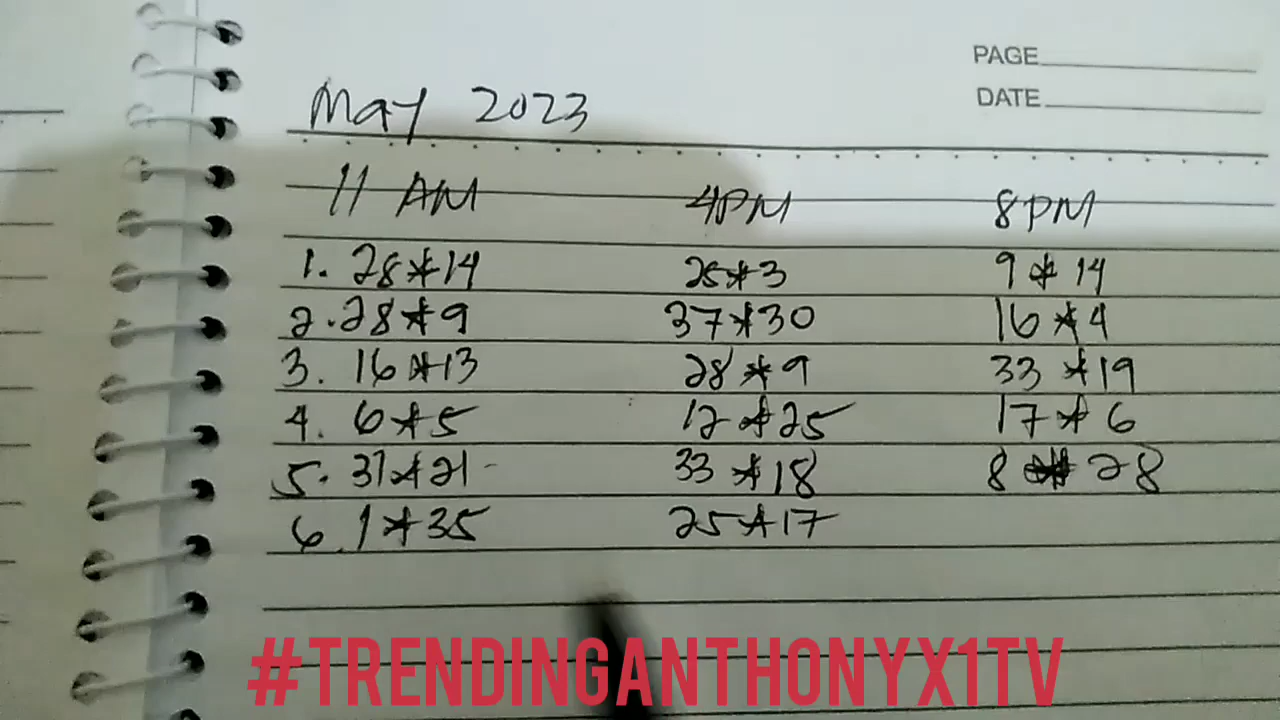 PAGE
DATE
May 2023
11 AM 4PM 8PM
1. 28*14 25*3 9*14
2. 28*9 37*30 16*4
3. 16*13 28*9 33*19
4. 6*5 12*25 17*6
5. 31*21 33*18 8*28
6. 1*35 25*17
#TRENDINGANTHONYX1TV